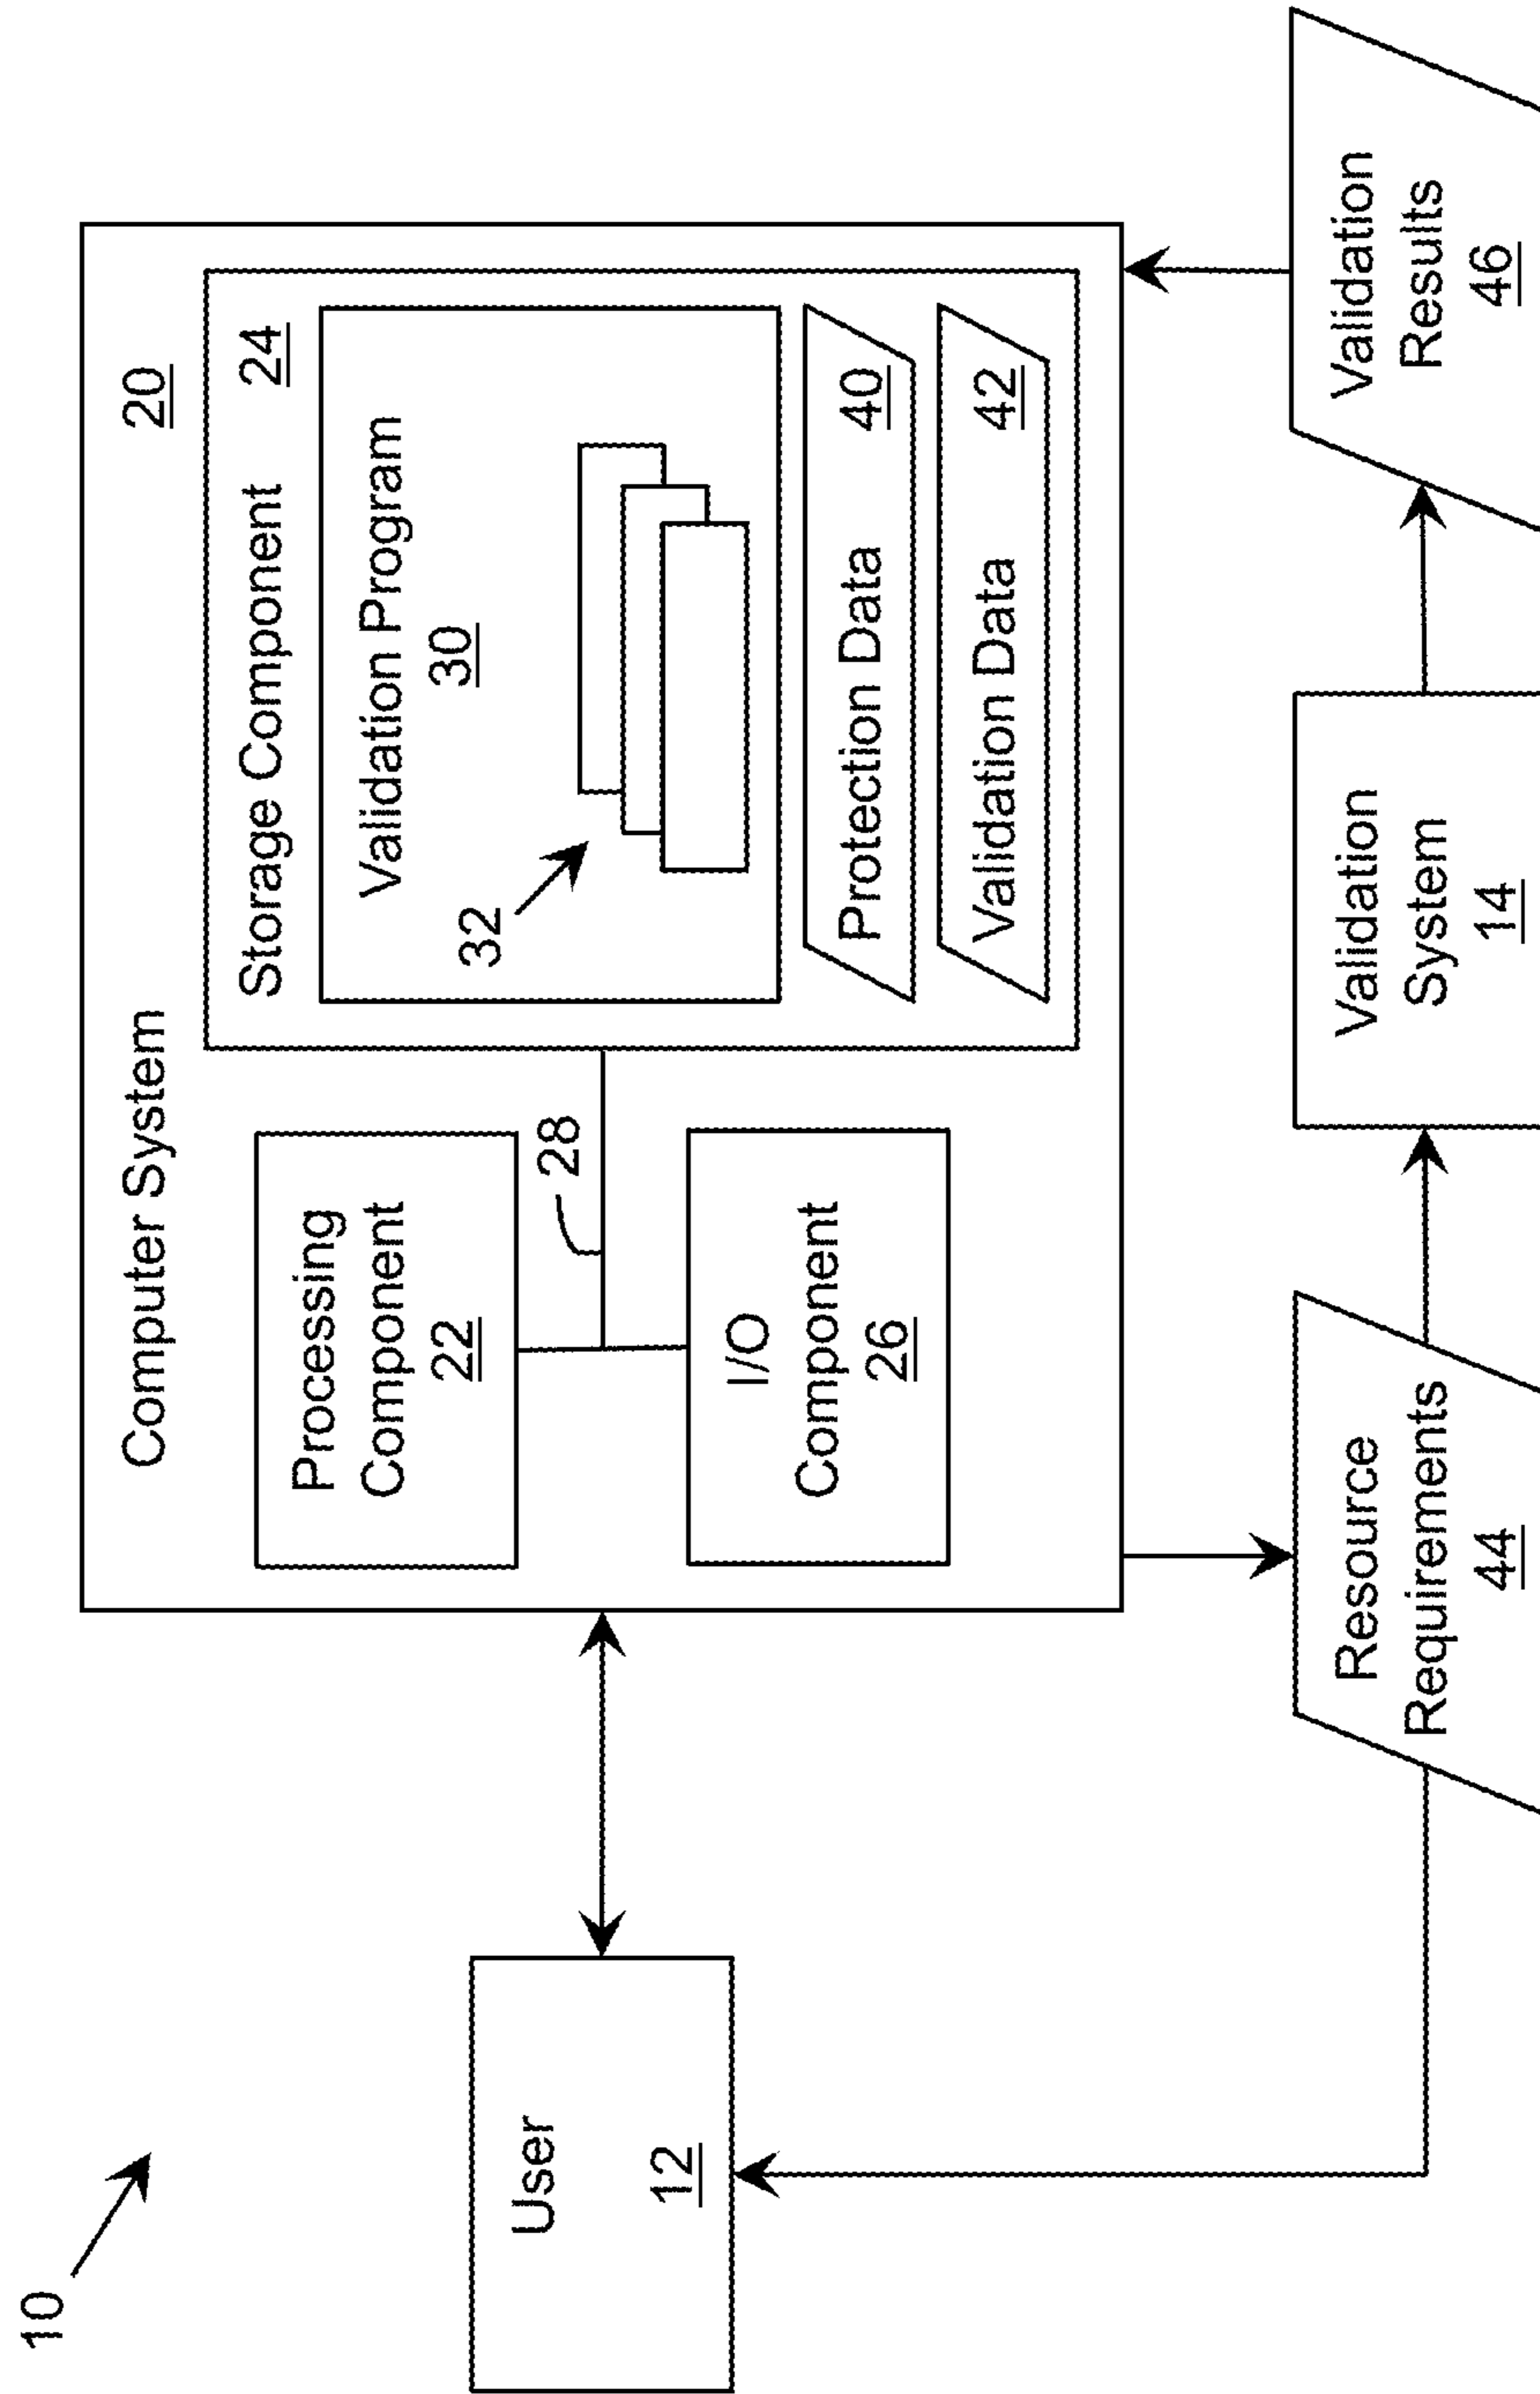 10
Computer System
20
Storage Component
24
Processing
Component
22
Validation Program
30
32
28
User
12
I/O
Component
26
Protection Data
40
Validation Data
42
Resource
Requirements
44
Validation
System
14
Validation
Results
46